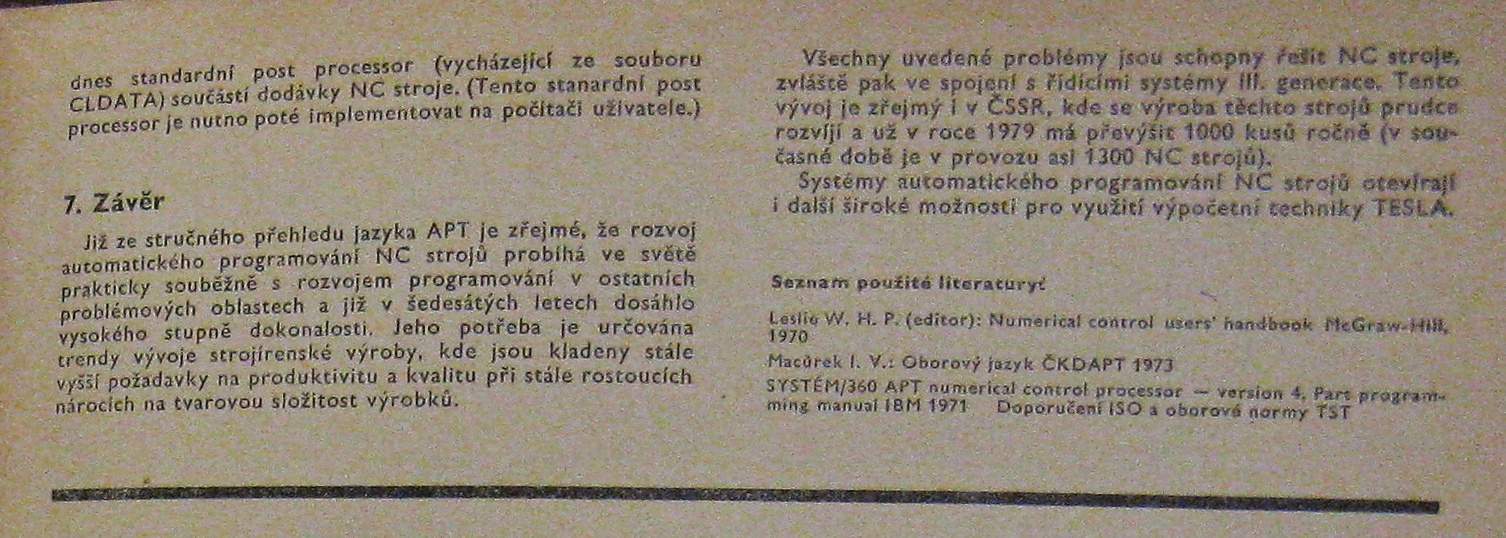 dnes standardní post processor (vycházející ze souboru
CLDATA) součástí dodávky NC stroje. (Tento stanardní post
processor je nutno poté implementovat na počítači uživatele.)
7. Závěr
Již ze stručného přehledu jazyka APT je zřejmé, že rozvoj
automatického programování NC strojů probíhá ve světě
prakticky souběžně s rozvojem programování v ostatních
problémových oblastech a již v šedesátých letech dosáhlo
vysokého stupně dokonalosti. Jeho potřeba je určována
trendy vývoje strojírenské výroby, kde jsou kladeny stále
vyšší požadavky na produktivitu a kvalitu při stále rostoucích
nárocích na tvarovou složitost výrobků.
Všechny uvedené problémy jsou schopny řešit NC stroje,
zvláště pak ve spojení s řídícími systémy III. generace. Tento
vývoj je zřejmý i v ČSSR, kde se výroba těchto strojů prudce
rozvíjí a už v roce 1979 má převýšit 1000 kusů ročně (v sou-
časné době je v provozu asi 1300 NC strojů).
Systémy automatického programování NC strojů otevírají
i další široké možnosti pro využití výpočetní techniky TESLA.
Seznam použité literaturyť
Leslie W. H. P. (editor): Numerical control users' handbook McGraw-Hill,
1970
Macůrek I. V.: Oborový jazyk ČKDAPT 1973
SYSTÉM/360 APT numerical control processor — version 4, Part program-
ming manual IBM 1971 Doporučení ISO a oborové normy TST